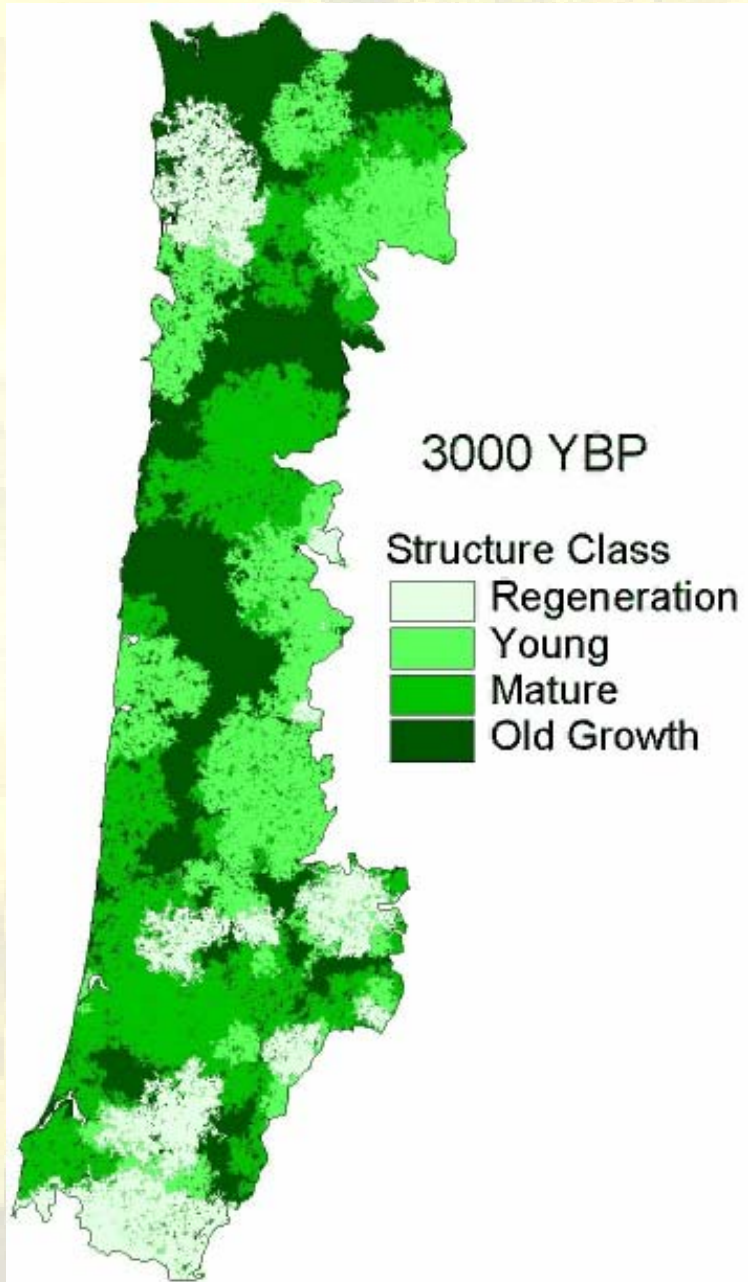 3000 YBP
Structure Class
Regeneration
Young
Mature
Old Growth